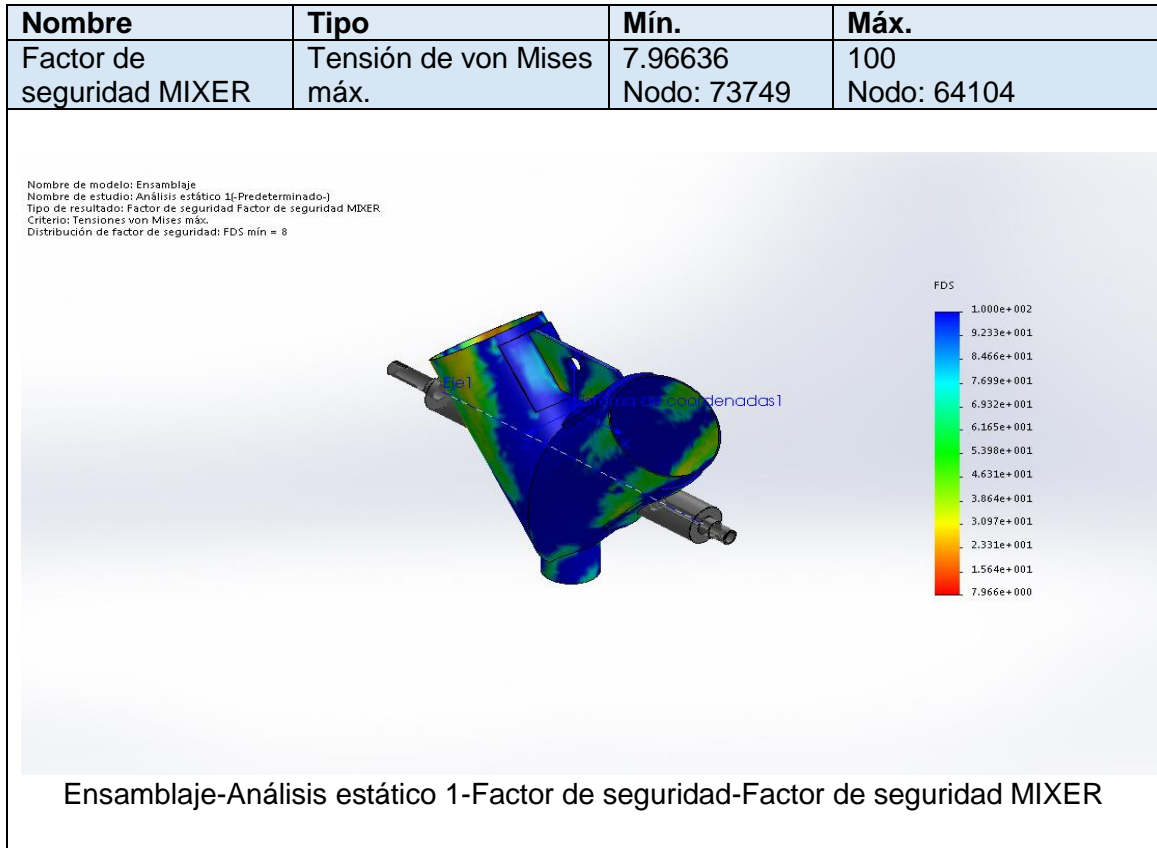 Nombre Tipo Mín. Máx.
Factor de seguridad MIXER Tensión de von Mises máx. 7.96636 Nodo: 73749 100 Nodo: 64104
Nombre de modelo: Ensamblaje
Nombre de estudio: Análisis estático 1(-Predeterminado-)
Tipo de resultado: Factor de seguridad Factor de seguridad MIXER
Criterio: Tensiones von Mises máx.
Distribución de factor de seguridad: FDS mín = 8
FDS
1.000e+002
9.233e+001
8.466e+001
7.699e+001
6.932e+001
6.165e+001
5.398e+001
4.631e+001
3.864e+001
3.097e+001
2.331e+001
1.564e+001
7.966e+000
Eje1
coordenadas1
Ensamblaje-Análisis estático 1-Factor de seguridad-Factor de seguridad MIXER